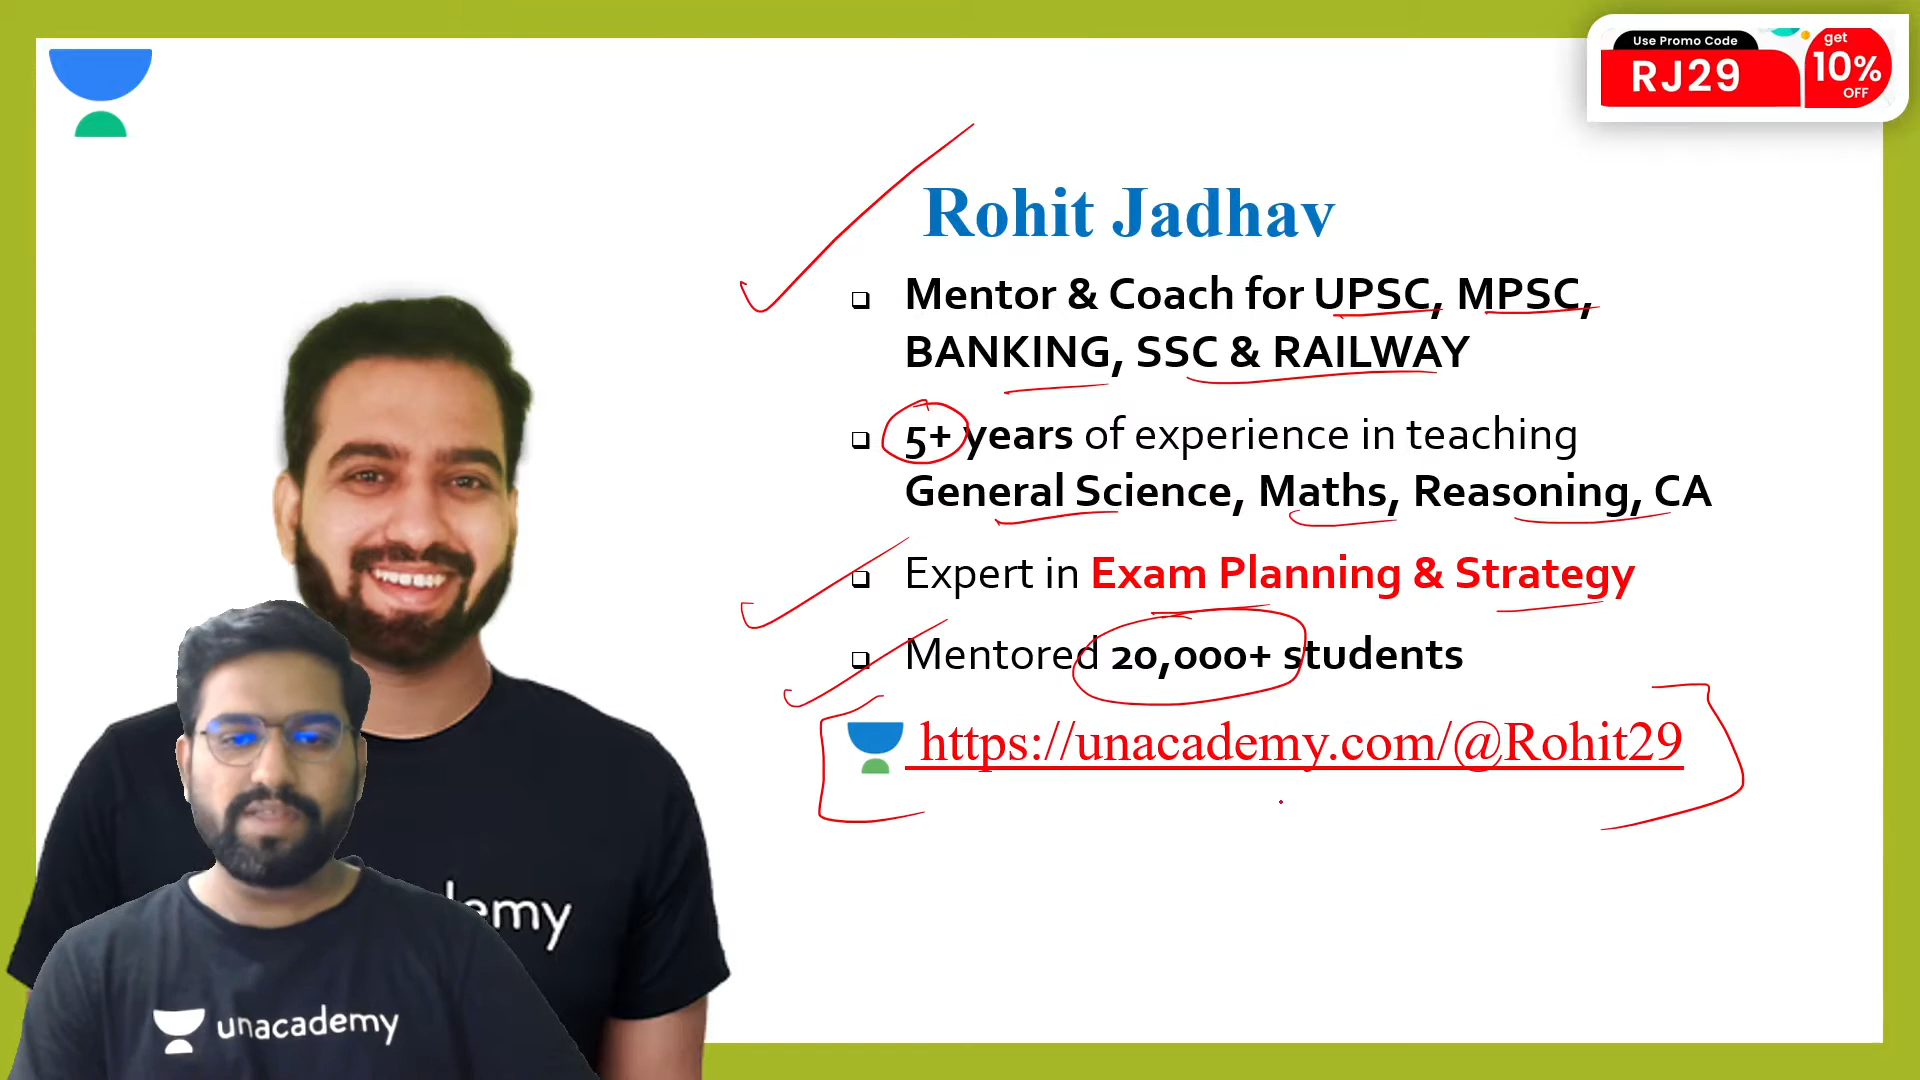 Use Promo Code
RJ29
get
10%
OFF
Rohit Jadhav
Mentor & Coach for UPSC, MPSC,
BANKING, SSC & RAILWAY
5+ years of experience in teaching
General Science, Maths, Reasoning, CA
Expert in Exam Planning & Strategy
Mentored 20,000+ students
https://unacademy.com/@Rohit29
emy
unacademy